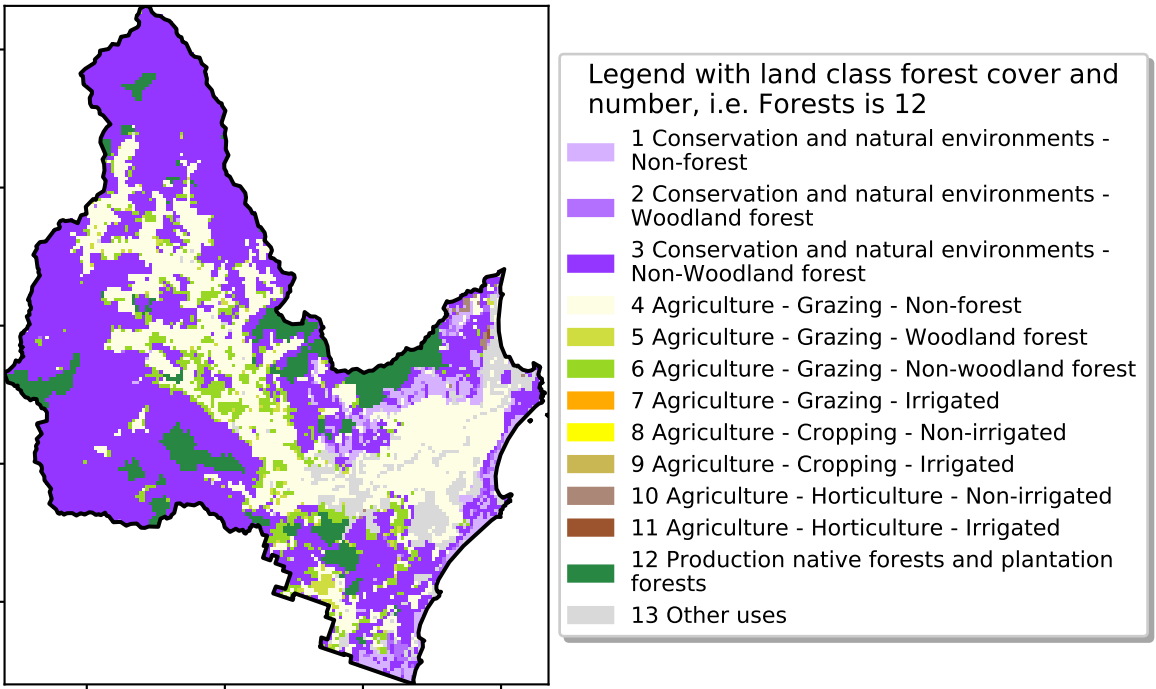 Legend with land class forest cover and
number, i.e. Forests is 12
1 Conservation and natural environments -
Non-forest
2 Conservation and natural environments -
Woodland forest
3 Conservation and natural environments -
Non-Woodland forest
4 Agriculture - Grazing - Non-forest
5 Agriculture - Grazing - Woodland forest
6 Agriculture - Grazing - Non-woodland forest
7 Agriculture - Grazing - Irrigated
8 Agriculture - Cropping - Non-irrigated
9 Agriculture - Cropping - Irrigated
10 Agriculture - Horticulture - Non-irrigated
11 Agriculture - Horticulture - Irrigated
12 Production native forests and plantation
forests
13 Other uses